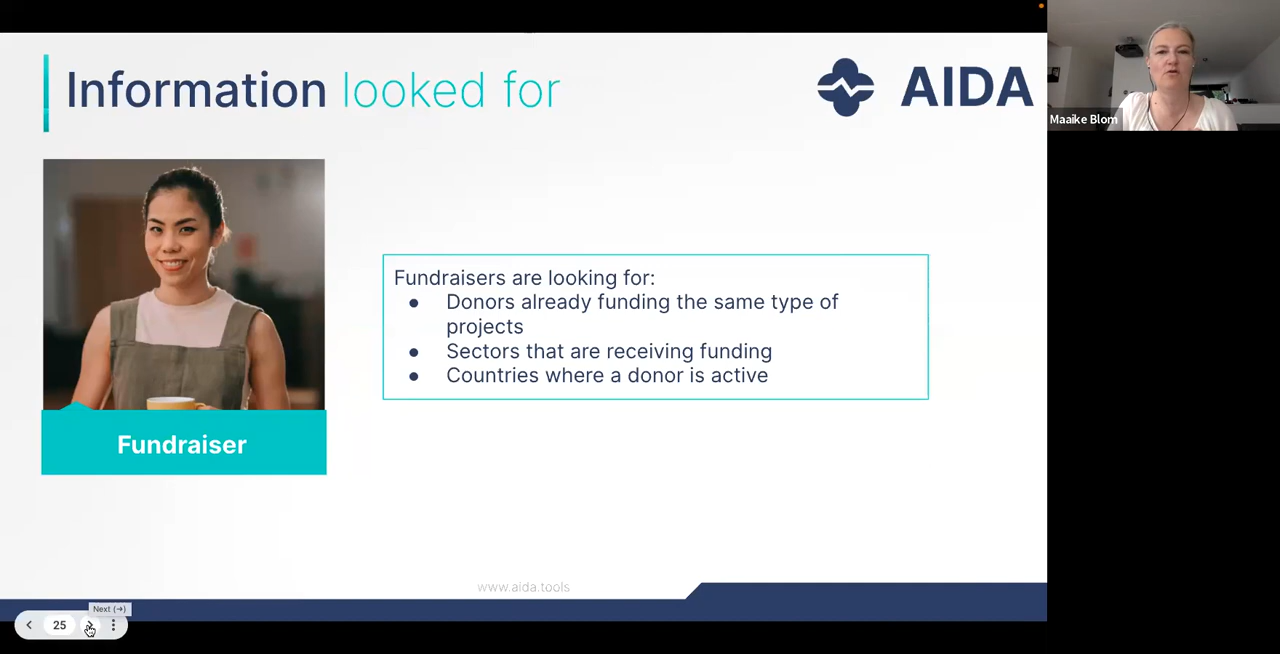 Information looked for
AIDA
Maaike Blom
Fundraisers are looking for:
● Donors already funding the same type of
projects
● Sectors that are receiving funding
● Countries where a donor is active
Fundraiser
www.aida.tools
Next (→)
25